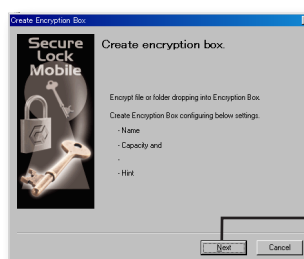 Create Encryption Box
Secure
Lock
Mobile
Create encryption box.
Encrypt file or folder dropping into Encryption Box.
Create Encryption Box configuring below settings.
- Name
- Capacity and
-
- Hint
Next
Cancel